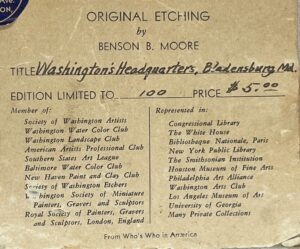 Ave.
ON,
ORIGINAL ETCHING
BY
BENSON B. MOORE
TITLE Washington's Headquarters, Bladensburg Md.
EDITION LIMITED TO 100 PRICE $5.00
Member of:
Society of Washington Artists
Washington Water Color Club
Washington Landscape Club
American Artists Professional Club
Southern States Art League
Baltimore Water Color Club
New Haven Paint and Clay Club
Society of Washington Etchers
Washington Society of Miniature
Painters, Gravers and Sculptors
Royal Society of Painters, Gravers
and Sculptors, London, England
Represented in:
Congressional Library
The White House
Bibliotheque Nationale, Paris
New York Public Library
The Smithsonian Institution
Houston Museum of Fine Arts
Philadelphia Art Alliance
Washington Arts Club
Los Angeles Museum of Art
University of Georgia
Many Private Collections
From Who's Who in America